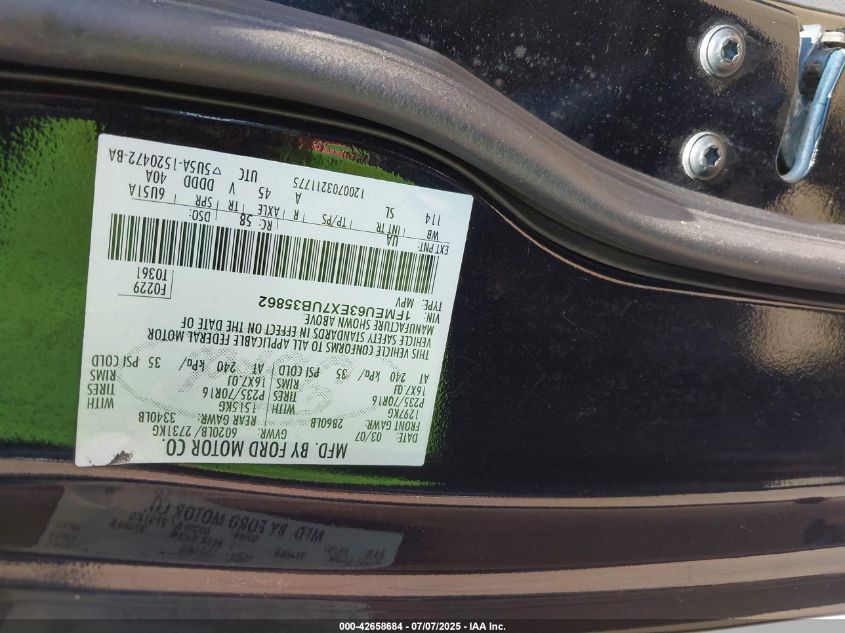 MFD. BY FORD MOTOR CO.
DATE: 03/07 GVWR: 6020LB/ 2731KG
FRONT GAWR: 2860LB REAR GAWR: 3340LB
1297KG WITH 1515KG WITH
P235/70R16 TIRES P235/70R16 TIRES
16X7.0J RIMS 16X7.0J RIMS
AT 240 kPa/ 35 PSI COLD AT 240 kPa/ 35 PSI COLD
THIS VEHICLE CONFORMS TO ALL APPLICABLE FEDERAL MOTOR
VEHICLE SAFETY STANDARDS IN EFFECT ON THE DATE OF
MANUFACTURE SHOWN ABOVE
VIN: 1FMEU63EX7UB35862 F0229
TYPE: MPV T0361
EXT PNT: UA RC: 58 DSO:
WB INT TR TP/PS R AXLE TR SPR
114 SL A 45 V DDDD 40A
UTC ▽5USA-1520472-BA
000-42658684 / 07/07/2025 - IAA Inc.